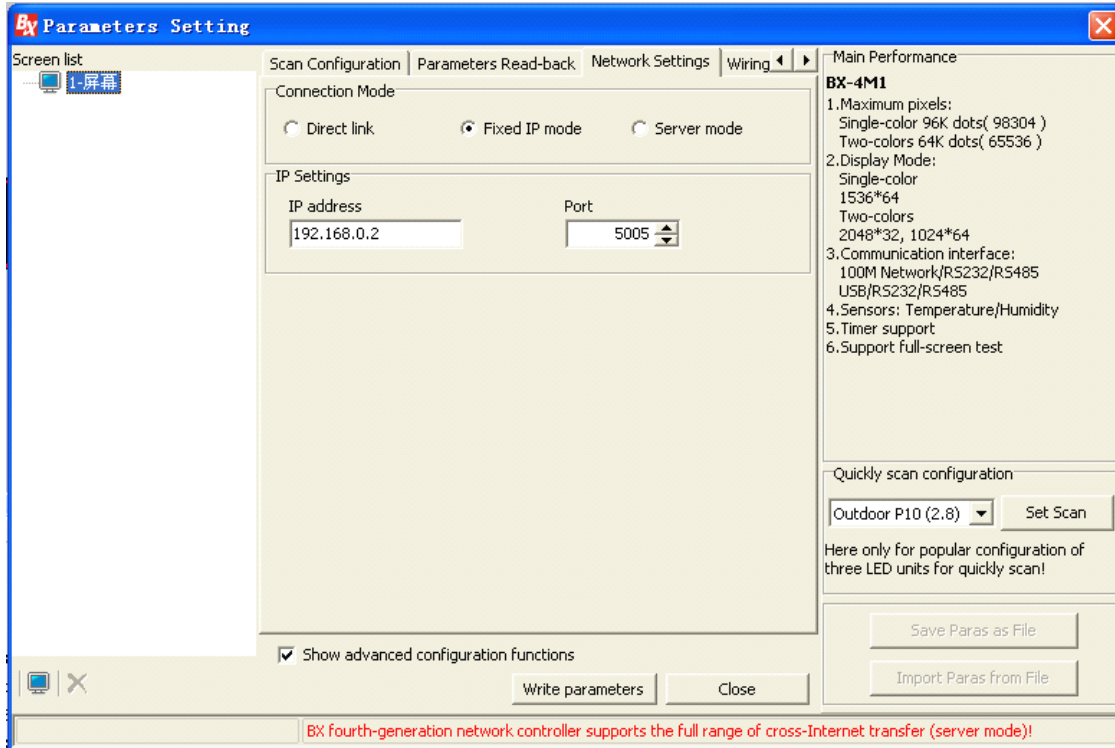 BX Parameters Setting
Screen list
1-屏幕
Scan Configuration
Parameters Read-back
Network Settings
Wiring
Connection Mode
Direct link
Fixed IP mode
Server mode
IP Settings
IP address
Port
192.168.0.2
5005
Show advanced configuration functions
Write parameters
Close
Main Performance
BX-4M1
1.Maximum pixels:
Single-color 96K dots( 98304 )
Two-colors 64K dots( 65536 )
2.Display Mode:
Single-color
1536*64
Two-colors
2048*32, 1024*64
3.Communication interface:
100M Network/RS232/RS485
USB/RS232/RS485
4.Sensors: Temperature/Humidity
5.Timer support
6.Support full-screen test
Quickly scan configuration
Outdoor P10 (2.8)
Set Scan
Here only for popular configuration of
three LED units for quickly scan!
Save Paras as File
Import Paras from File
BX fourth-generation network controller supports the full range of cross-Internet transfer (server mode)!